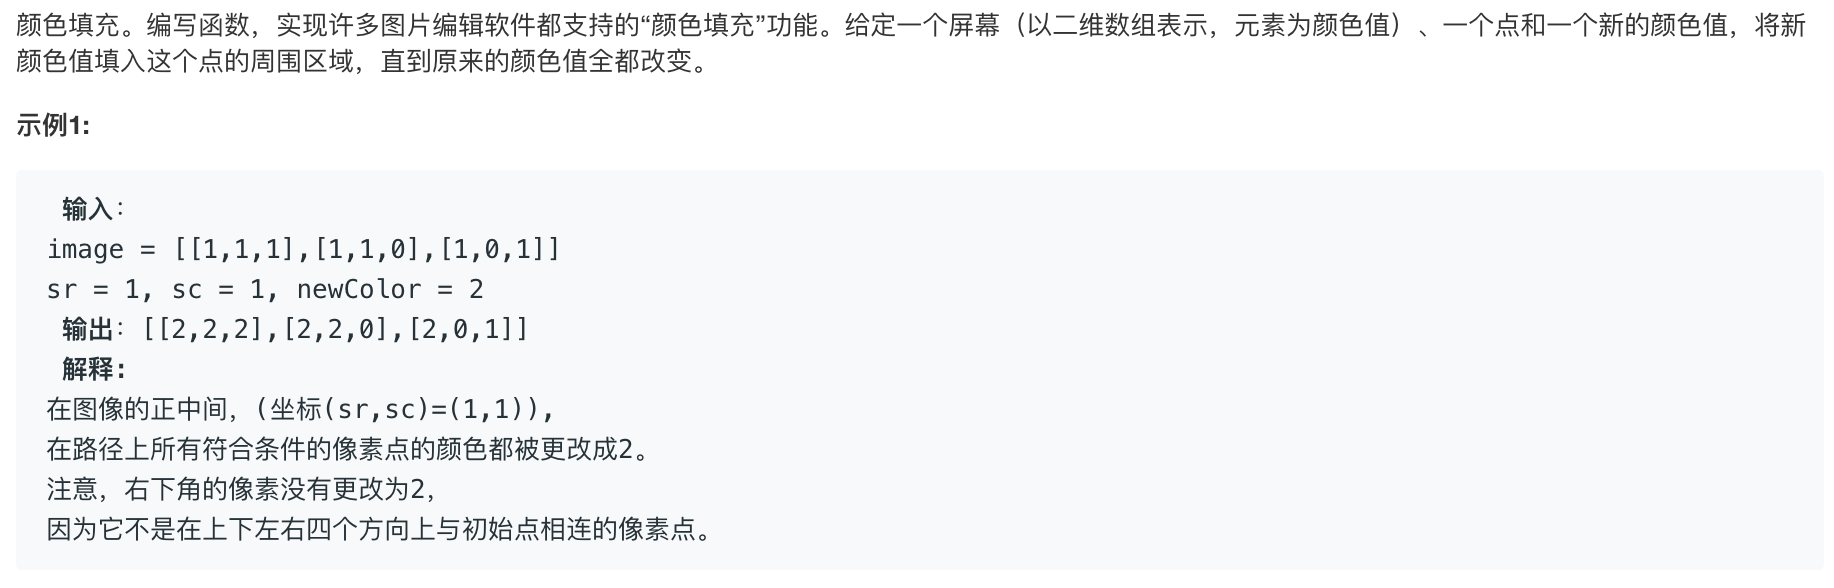 颜色填充。编写函数，实现许多图片编辑软件都支持的“颜色填充”功能。给定一个屏幕（以二维数组表示，元素为颜色值）、一个点和一个新的颜色值，将新
颜色值填入这个点的周围区域，直到原来的颜色值全都改变。
示例1:
输入：
image = [[1,1,1],[1,1,0],[1,0,1]]
sr = 1, sc = 1, newColor = 2
输出：[[2,2,2],[2,2,0],[2,0,1]]
解释:
在图像的正中间，(坐标(sr,sc)=(1,1)),
在路径上所有符合条件的像素点的颜色都被更改成2。
注意，右下角的像素没有更改为2，
因为它不是在上下左右四个方向上与初始点相连的像素点。